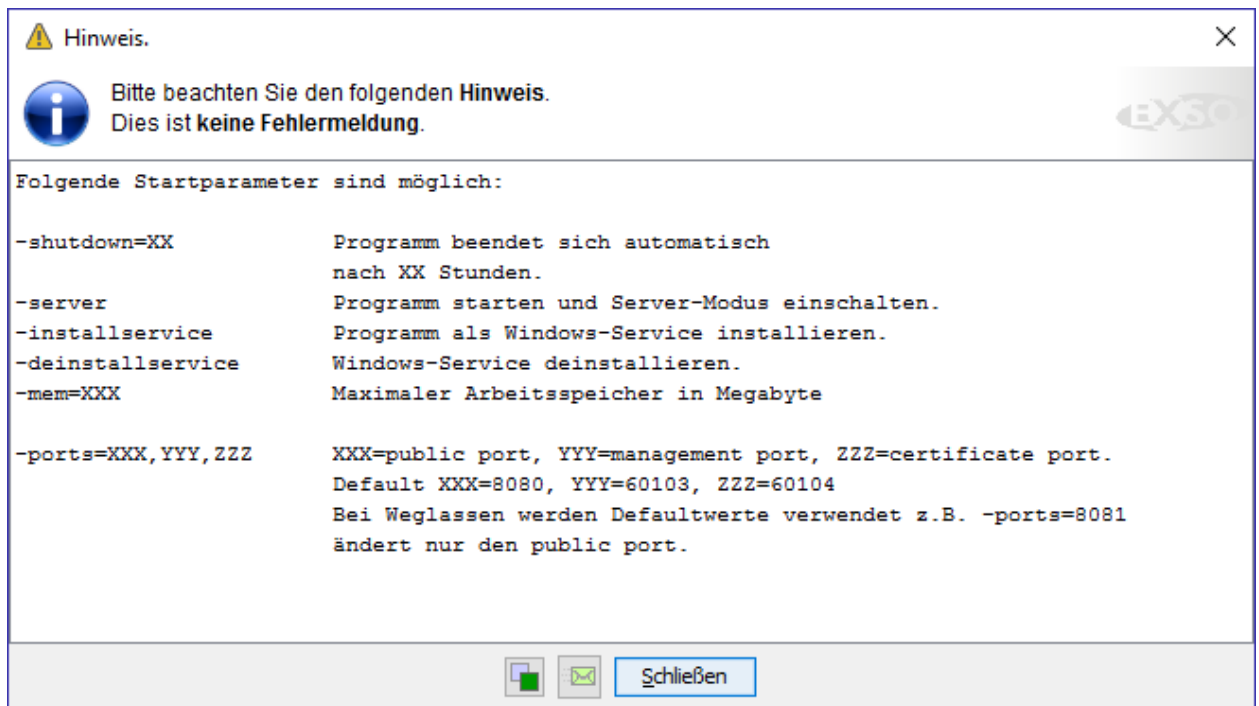 Hinweis.
Bitte beachten Sie den folgenden Hinweis.
Dies ist keine Fehlermeldung.
EXSO
Folgende Startparameter sind möglich:
-shutdown=XX Programm beendet sich automatisch
nach XX Stunden.
-server Programm starten und Server-Modus einschalten.
-installservice Programm als Windows-Service installieren.
-deinstallservice Windows-Service deinstallieren.
-mem=XXX Maximaler Arbeitsspeicher in Megabyte
-ports=XXX,YYY,ZZZ XXX=public port, YYY=management port, ZZZ=certificate port.
Default XXX=8080, YYY=60103, ZZZ=60104
Bei Weglassen werden Defaultwerte verwendet z.B. -ports=8081
ändert nur den public port.
Schließen